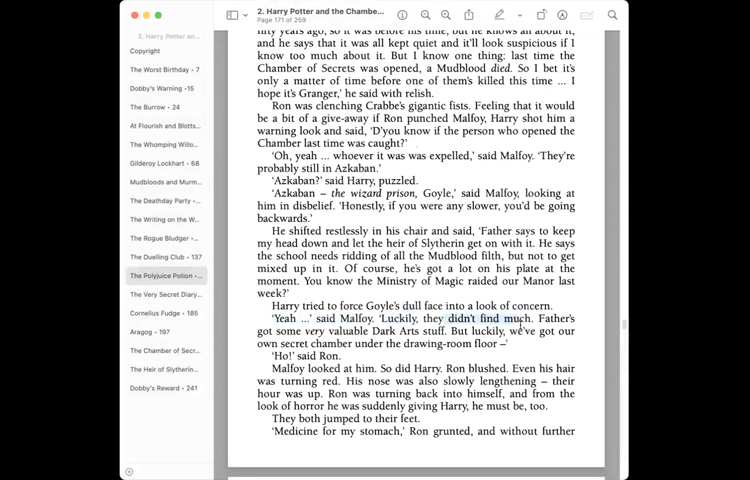 2. Harry Potter and the Chambe...
Page 171 of 259
2. Harry Potter an...
Copyright
The Worst Birthday • 7
Dobby's Warning •15
The Burrow • 24
At Flourish and Blotts...
The Whomping Willo...
Gilderoy Lockhart • 68
Mudbloods and Murm...
The Deathday Party •...
The Writing on the W...
The Rogue Bludger •...
The Duelling Club • 137
The Polyjuice Potion •...
The Very Secret Diary...
Cornelius Fudge • 185
Aragog • 197
The Chamber of Secr...
The Heir of Slytherin...
Dobby's Reward • 241
fifty years ago, so it was before his time, but he knows all about it,
and he says that it was all kept quiet and it'll look suspicious if I
know too much about it. But I know one thing: last time the
Chamber of Secrets was opened, a Mudblood died. So I bet it's
only a matter of time before one of them's killed this time ... I
hope it's Granger,' he said with relish.
Ron was clenching Crabbe's gigantic fists. Feeling that it would
be a bit of a give-away if Ron punched Malfoy, Harry shot him a
warning look and said, 'D'you know if the person who opened the
Chamber last time was caught?'
'Oh, yeah ... whoever it was was expelled,' said Malfoy. 'They're
probably still in Azkaban.'
'Azkaban?' said Harry, puzzled.
'Azkaban – the wizard prison, Goyle,' said Malfoy, looking at
him in disbelief. 'Honestly, if you were any slower, you'd be going
backwards.'
He shifted restlessly in his chair and said, 'Father says to keep
my head down and let the heir of Slytherin get on with it. He says
the school needs ridding of all the Mudblood filth, but not to get
mixed up in it. Of course, he's got a lot on his plate at the
moment. You know the Ministry of Magic raided our Manor last
week?'
Harry tried to force Goyle's dull face into a look of concern.
'Yeah ...' said Malfoy. 'Luckily, they didn't find much. Father's
got some very valuable Dark Arts stuff. But luckily, we've got our
own secret chamber under the drawing-room floor –'
'Ho!' said Ron.
Malfoy looked at him. So did Harry. Ron blushed. Even his hair
was turning red. His nose was also slowly lengthening – their
hour was up. Ron was turning back into himself, and from the
look of horror he was suddenly giving Harry, he must be, too.
They both jumped to their feet.
'Medicine for my stomach,' Ron grunted, and without further